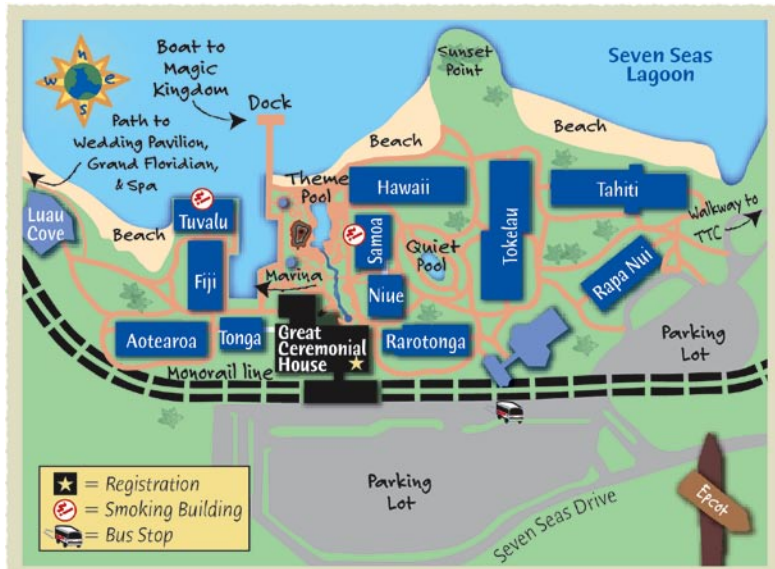 n
w
e
s
Boat to
Magic
Kingdom
Dock
Path to
Wedding Pavilion,
Grand Floridian,
& Spa
Sunset
Point
Seven Seas
Lagoon
Beach
Beach
Luau
Cove
Beach
Tuvalu
Theme
Pool
Hawaii
Tahiti
Walkway to
TTC
Fiji
Samoa
Quiet
Pool
Tokelau
Rapa Nui
Marina
Niue
Aotearoa
Tonga
Great
Ceremonial
House
Rarotonga
Parking
Lot
Monorail line
= Registration
= Smoking Building
= Bus Stop
Parking
Lot
Seven Seas Drive
Epcot